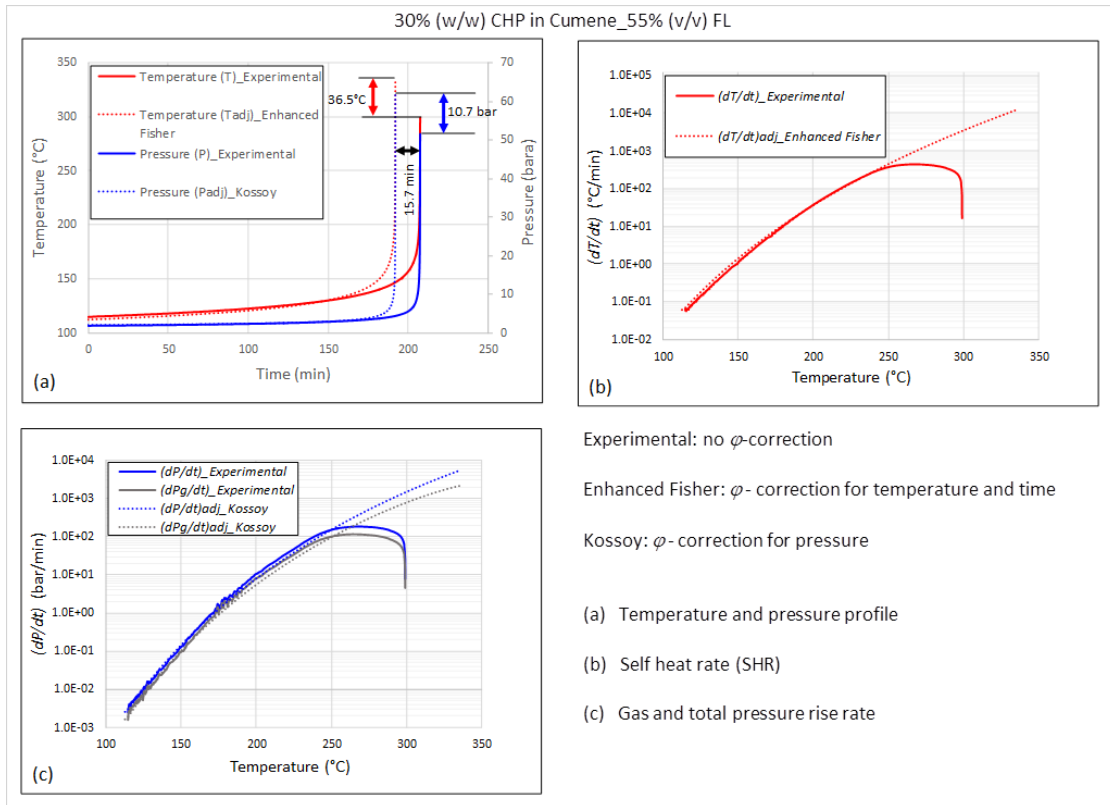 30% (w/w) CHP in Cumene_55% (v/v) FL
350
300
250
200
150
100
Temperature (°C)
Temperature (T)_Experimental
Temperature (Tadj)_Enhanced
Fisher
Pressure (P)_Experimental
Pressure (Padj)_Kossoy
36.5°C
10.7 bar
15.7 min
70
60
50
40
30
20
10
0
Pressure (bara)
0 50 100 150 200 250
Time (min)
(a)
1.0E+05
1.0E+04
1.0E+03
1.0E+02
1.0E+01
1.0E+00
1.0E-01
1.0E-02
(dT/dt) (°C/min)
(dT/dt)_Experimental
(dT/dt)adj_Enhanced Fisher
100 150 200 250 300 350
Temperature (°C)
(b)
1.0E+04
1.0E+03
1.0E+02
1.0E+01
1.0E+00
1.0E-01
1.0E-02
1.0E-03
(dP/dt) (bar/min)
(dP/dt)_Experimental
(dPg/dt)_Experimental
(dP/dt)adj_Kossoy
(dPg/dt)adj_Kossoy
100 150 200 250 300 350
Temperature (°C)
(c)
Experimental: no φ-correction
Enhanced Fisher: φ- correction for temperature and time
Kossoy: φ- correction for pressure
(a) Temperature and pressure profile
(b) Self heat rate (SHR)
(c) Gas and total pressure rise rate